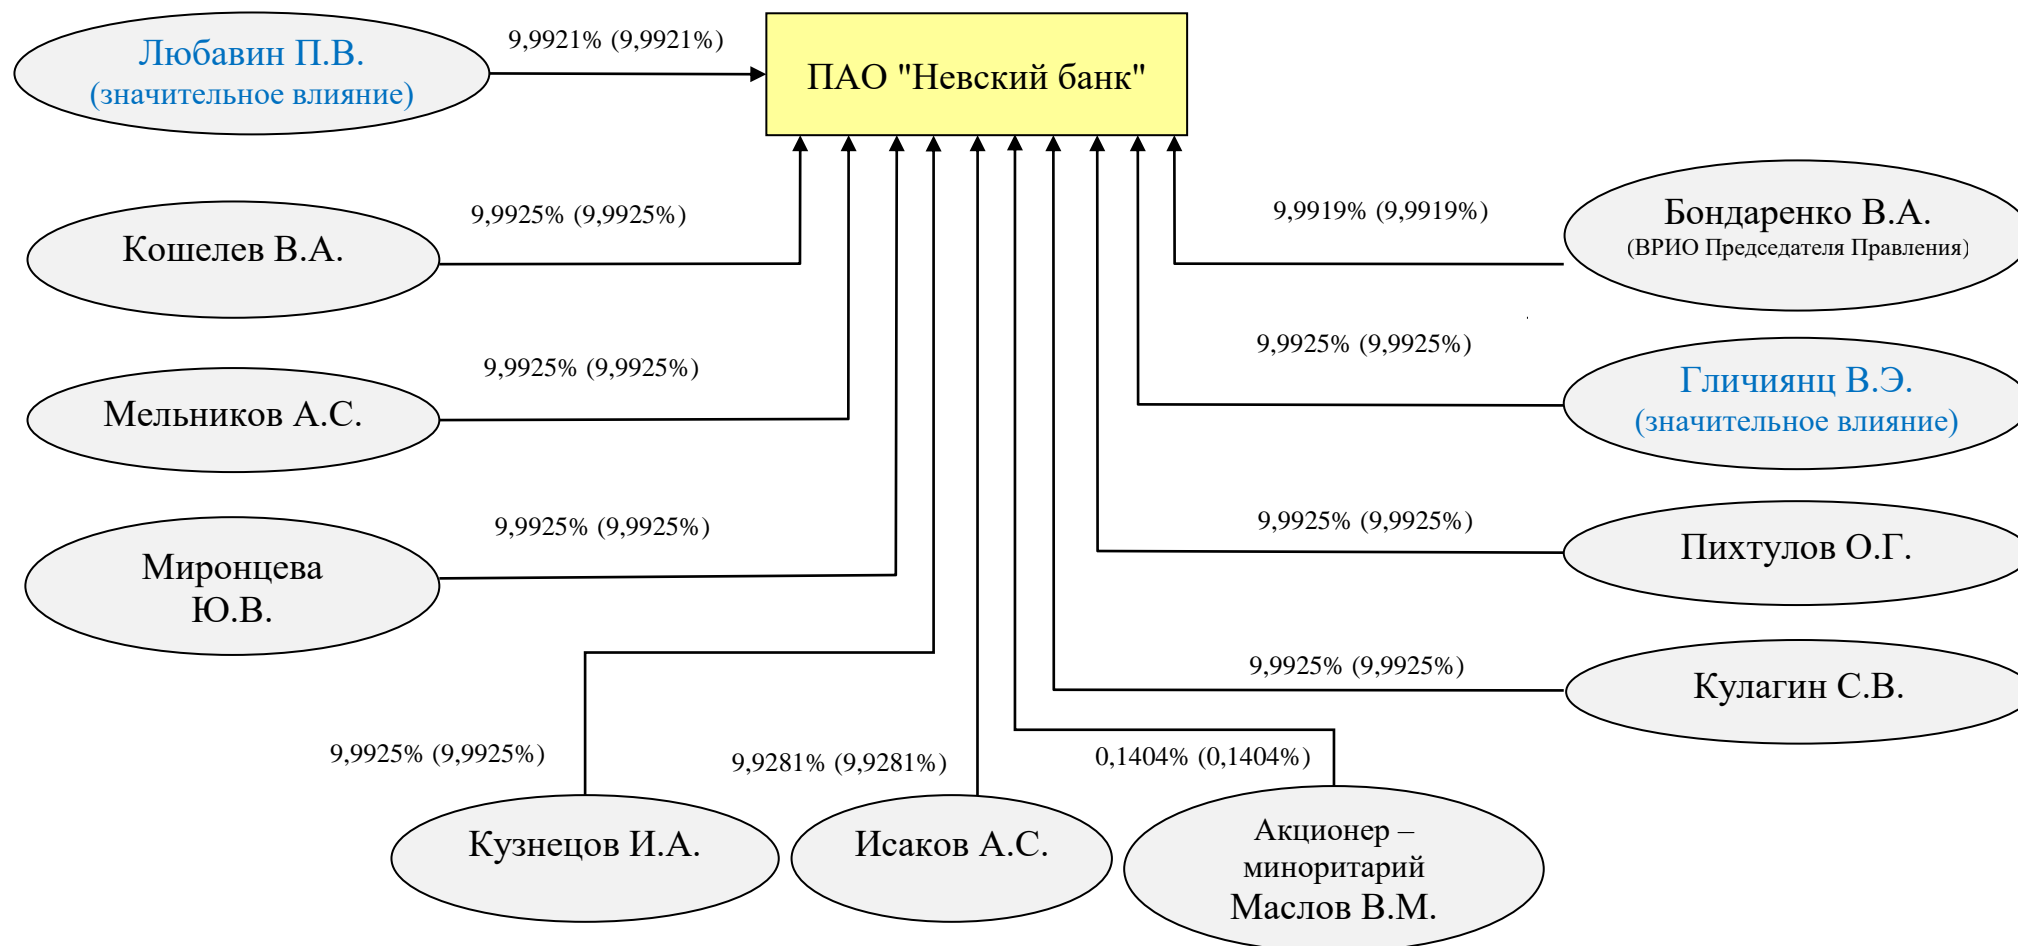 Любавин П.В.
(значительное влияние)
9,9921% (9,9921%)
ПАО "Невский банк"
Кошелев В.А.
9,9925% (9,9925%)
9,9919% (9,9919%)
Бондаренко В.А.
(ВРИО Председателя Правления)
Мельников А.С.
9,9925% (9,9925%)
9,9925% (9,9925%)
Гличиянц В.Э.
(значительное влияние)
Миронцева
Ю.В.
9,9925% (9,9925%)
9,9925% (9,9925%)
Пихтулов О.Г.
9,9925% (9,9925%)
Кулагин С.В.
9,9925% (9,9925%)
Кузнецов И.А.
9,9281% (9,9281%)
Исаков А.С.
0,1404% (0,1404%)
Акционер –
миноритарий
Маслов В.М.